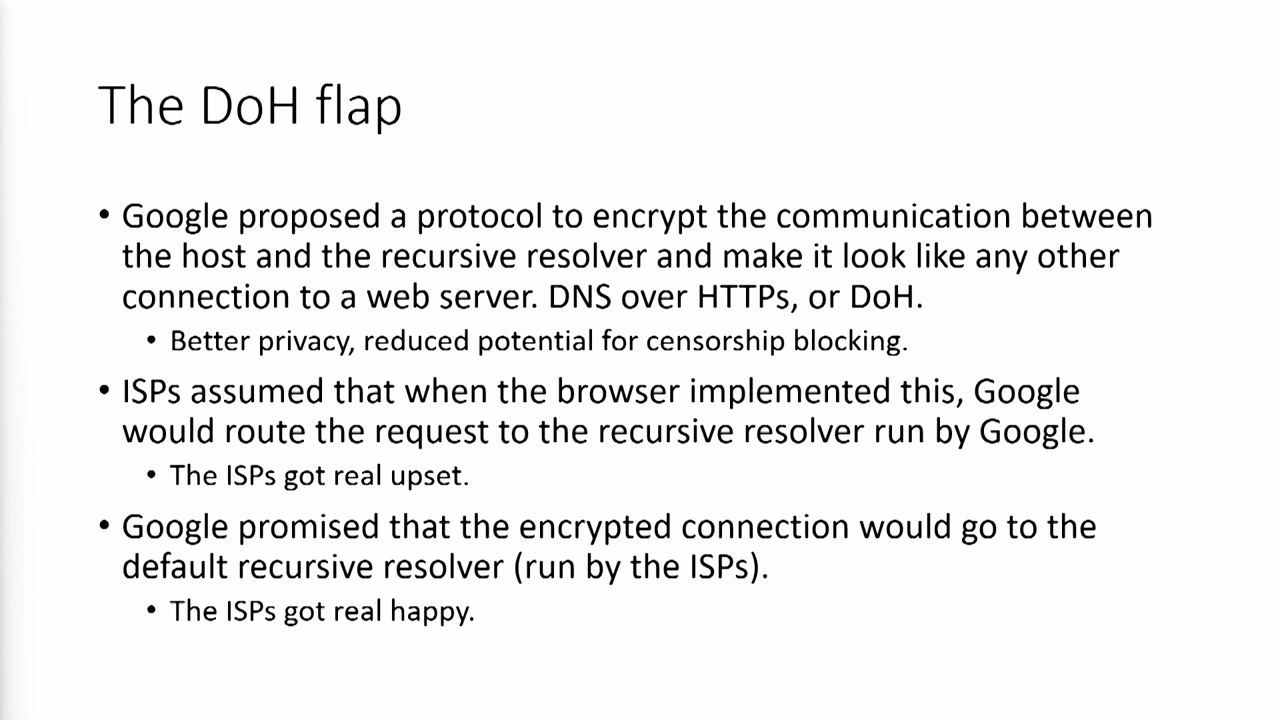 The DoH flap
• Google proposed a protocol to encrypt the communication between
the host and the recursive resolver and make it look like any other
connection to a web server. DNS over HTTPs, or DoH.
• Better privacy, reduced potential for censorship blocking.
• ISPs assumed that when the browser implemented this, Google
would route the request to the recursive resolver run by Google.
• The ISPs got real upset.
• Google promised that the encrypted connection would go to the
default recursive resolver (run by the ISPs).
• The ISPs got real happy.